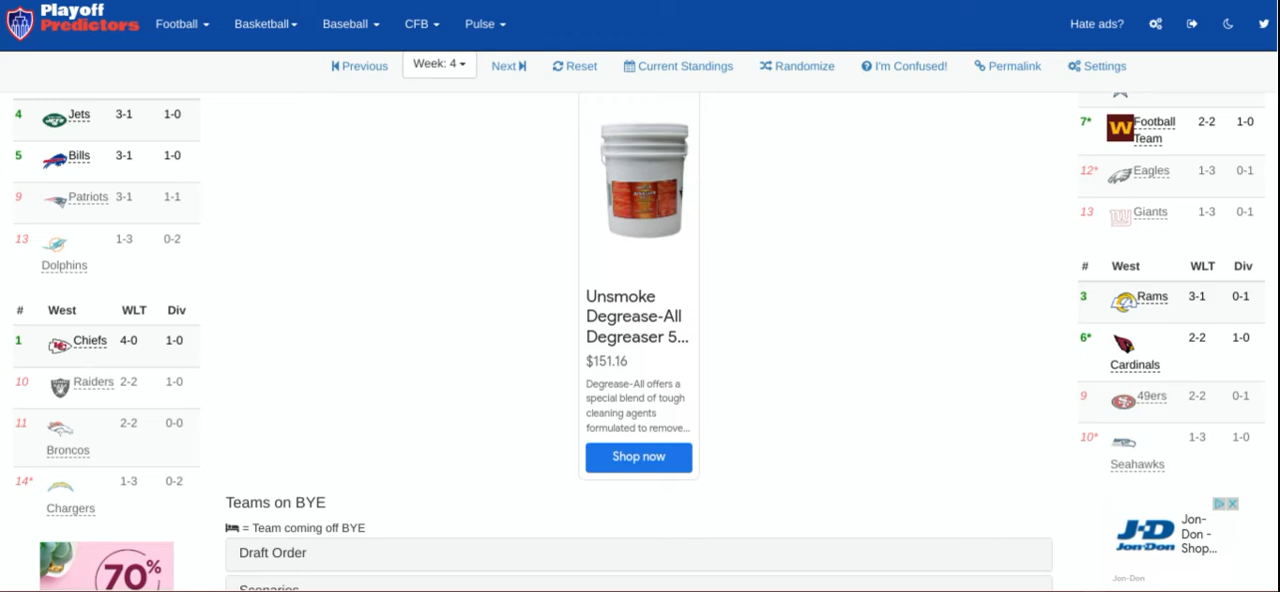 Playoff
Predictors
Football
Basketball
Baseball
CFB
Pulse
Hate ads?
Previous
Week: 4
Next
Reset
Current Standings
Randomize
I'm Confused!
Permalink
Settings
4 Jets 3-1 1-0
5 Bills 3-1 1-0
9 Patriots 3-1 1-1
13 Dolphins 1-3 0-2
# West WLT Div
1 Chiefs 4-0 1-0
10 Raiders 2-2 1-0
11 Broncos 2-2 0-0
14* Chargers 1-3 0-2
70%
Unsmoke
Degrease-All
Degreaser 5...
$151.16
Degrease-All offers a
special blend of tough
cleaning agents
formulated to remove...
Shop now
Teams on BYE
= Team coming off BYE
Draft Order
Scenarios
7* Football Team 2-2 1-0
12* Eagles 1-3 0-1
13 Giants 1-3 0-1
# West WLT Div
3 Rams 3-1 0-1
6* Cardinals 2-2 1-0
9 49ers 2-2 0-1
10* Seahawks 1-3 1-0
J-D
Jon-Don
Jon-
Don -
Shop...
Jon-Don